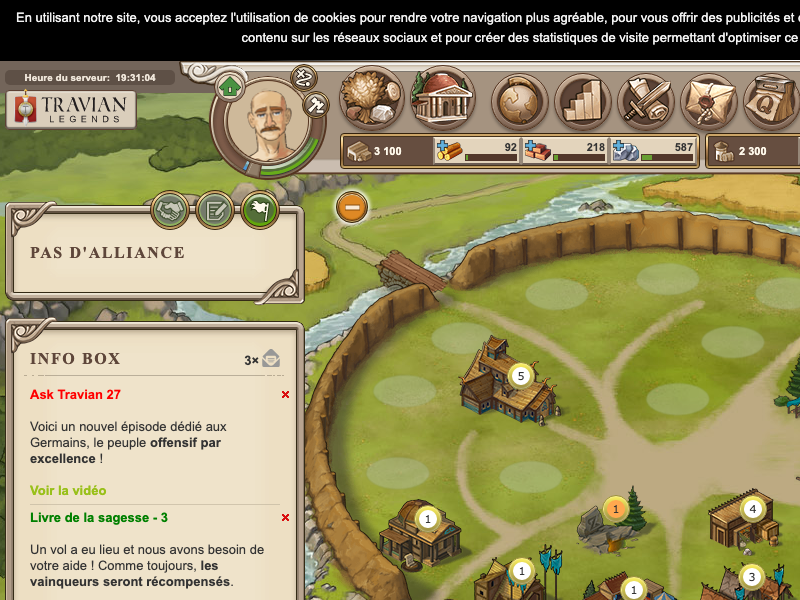 En utilisant notre site, vous acceptez l'utilisation de cookies pour rendre votre navigation plus agréable, pour vous offrir des publicités et
contenu sur les réseaux sociaux et pour créer des statistiques de visite permettant d'optimiser ce
Heure du serveur: 19:31:04
TRAVIAN
LEGENDS
Q
3 100
92
218
587
2 300
PAS D'ALLIANCE
INFO BOX
3×
Ask Travian 27
×
Voici un nouvel épisode dédié aux
Germains, le peuple offensif par
excellence !
Voir la vidéo
Livre de la sagesse - 3
×
Un vol a eu lieu et nous avons besoin de
votre aide ! Comme toujours, les
vainqueurs seront récompensés.
5
1
1
4
1
3
1